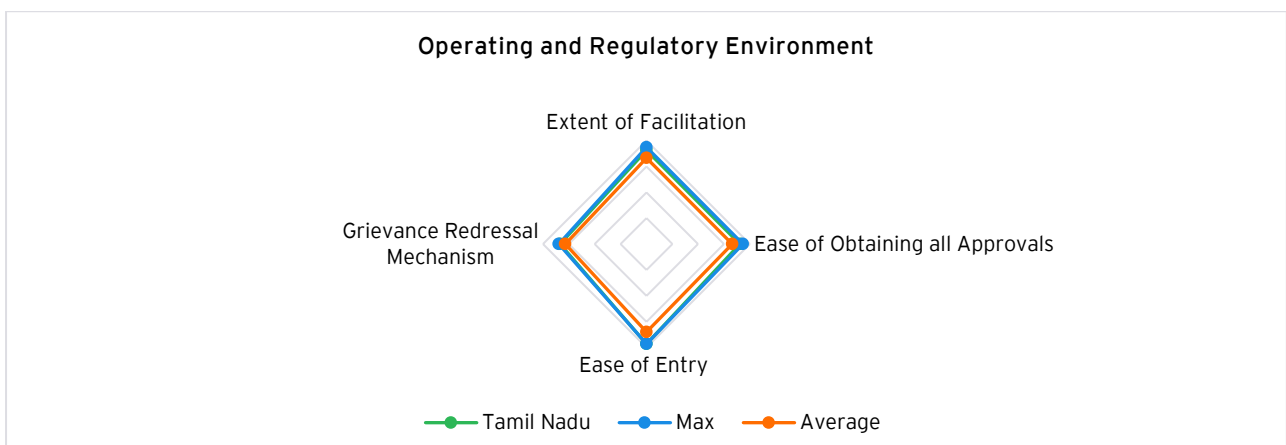 Operating and Regulatory Environment
Extent of Facilitation
Grievance Redressal
Mechanism
Ease of Obtaining all Approvals
Ease of Entry
Tamil Nadu
Max
Average